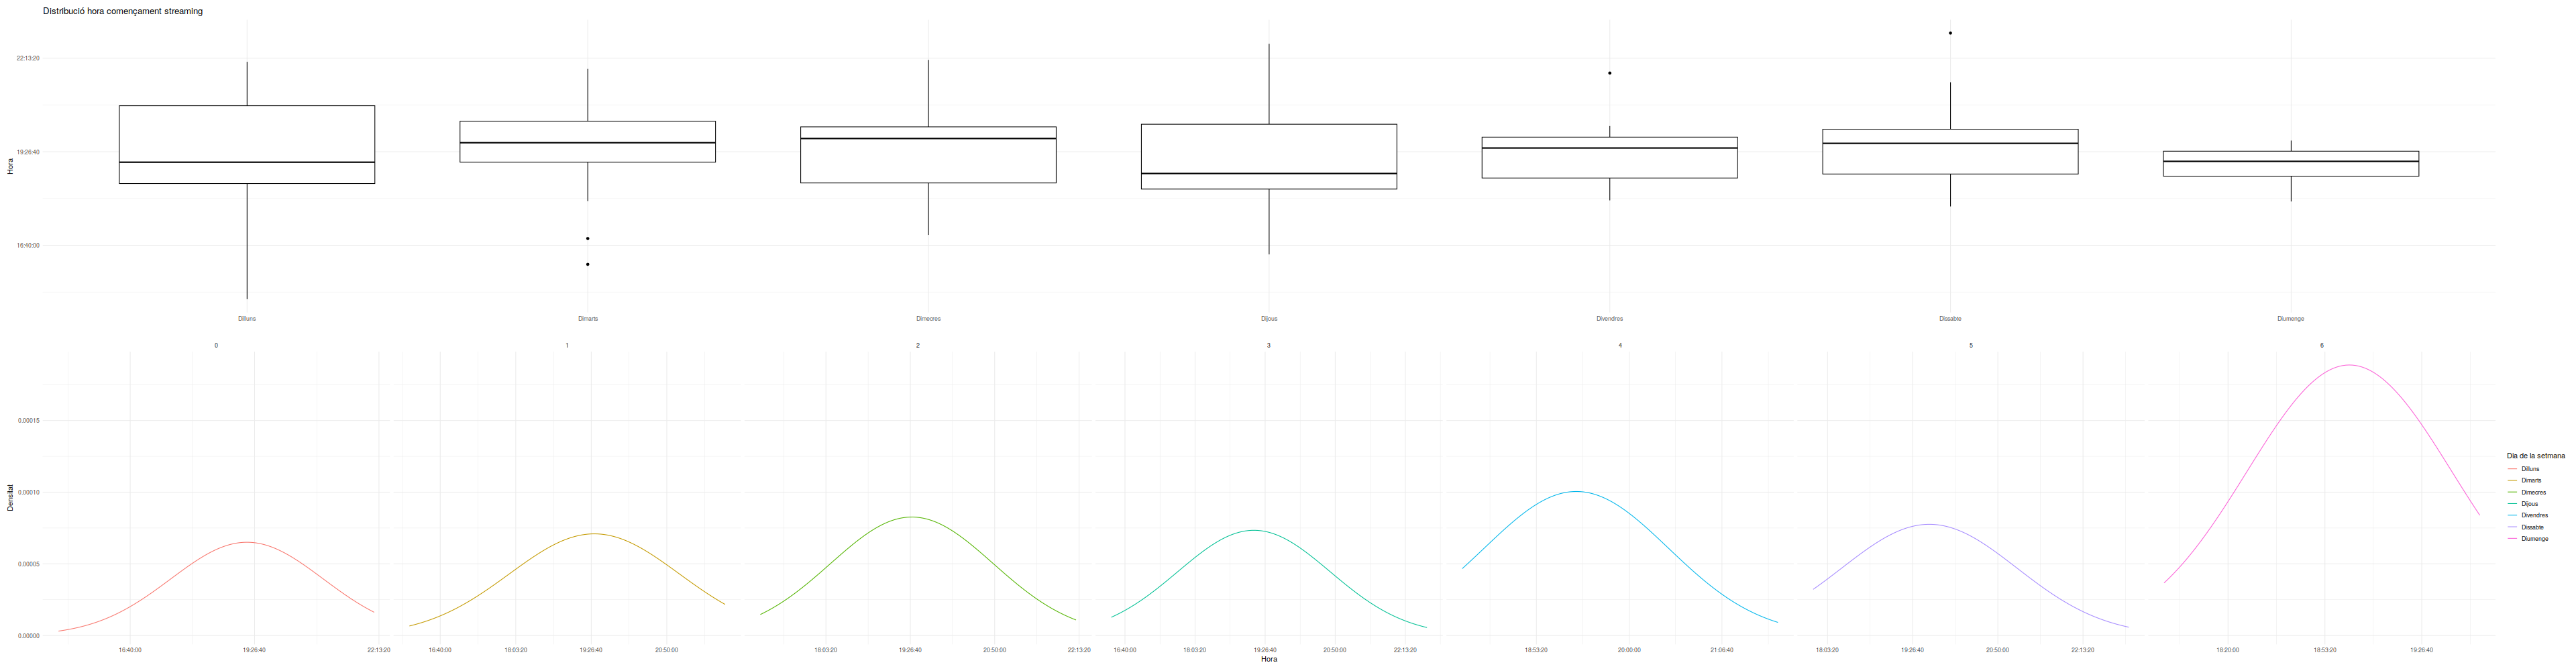 Distribució hora començament streaming
Hora
22:13:20
19:26:40
16:40:00
Dilluns Dimarts Dimecres Dijous Divendres Dissabte Diumenge
0 1 2 3 4 5 6
Densitat
0.00015
0.00010
0.00005
0.00000
16:40:00 19:26:40 22:13:20 16:40:00 18:03:20 19:26:40 20:50:00 18:03:20 19:26:40 20:50:00 22:13:20 16:40:00 18:03:20 19:26:40 20:50:00 22:13:20 18:53:20 20:00:00 21:06:40 18:03:20 19:26:40 20:50:00 22:13:20 18:20:00 18:53:20 19:26:40
Hora
Dia de la setmana
Dilluns
Dimarts
Dimecres
Dijous
Divendres
Dissabte
Diumenge